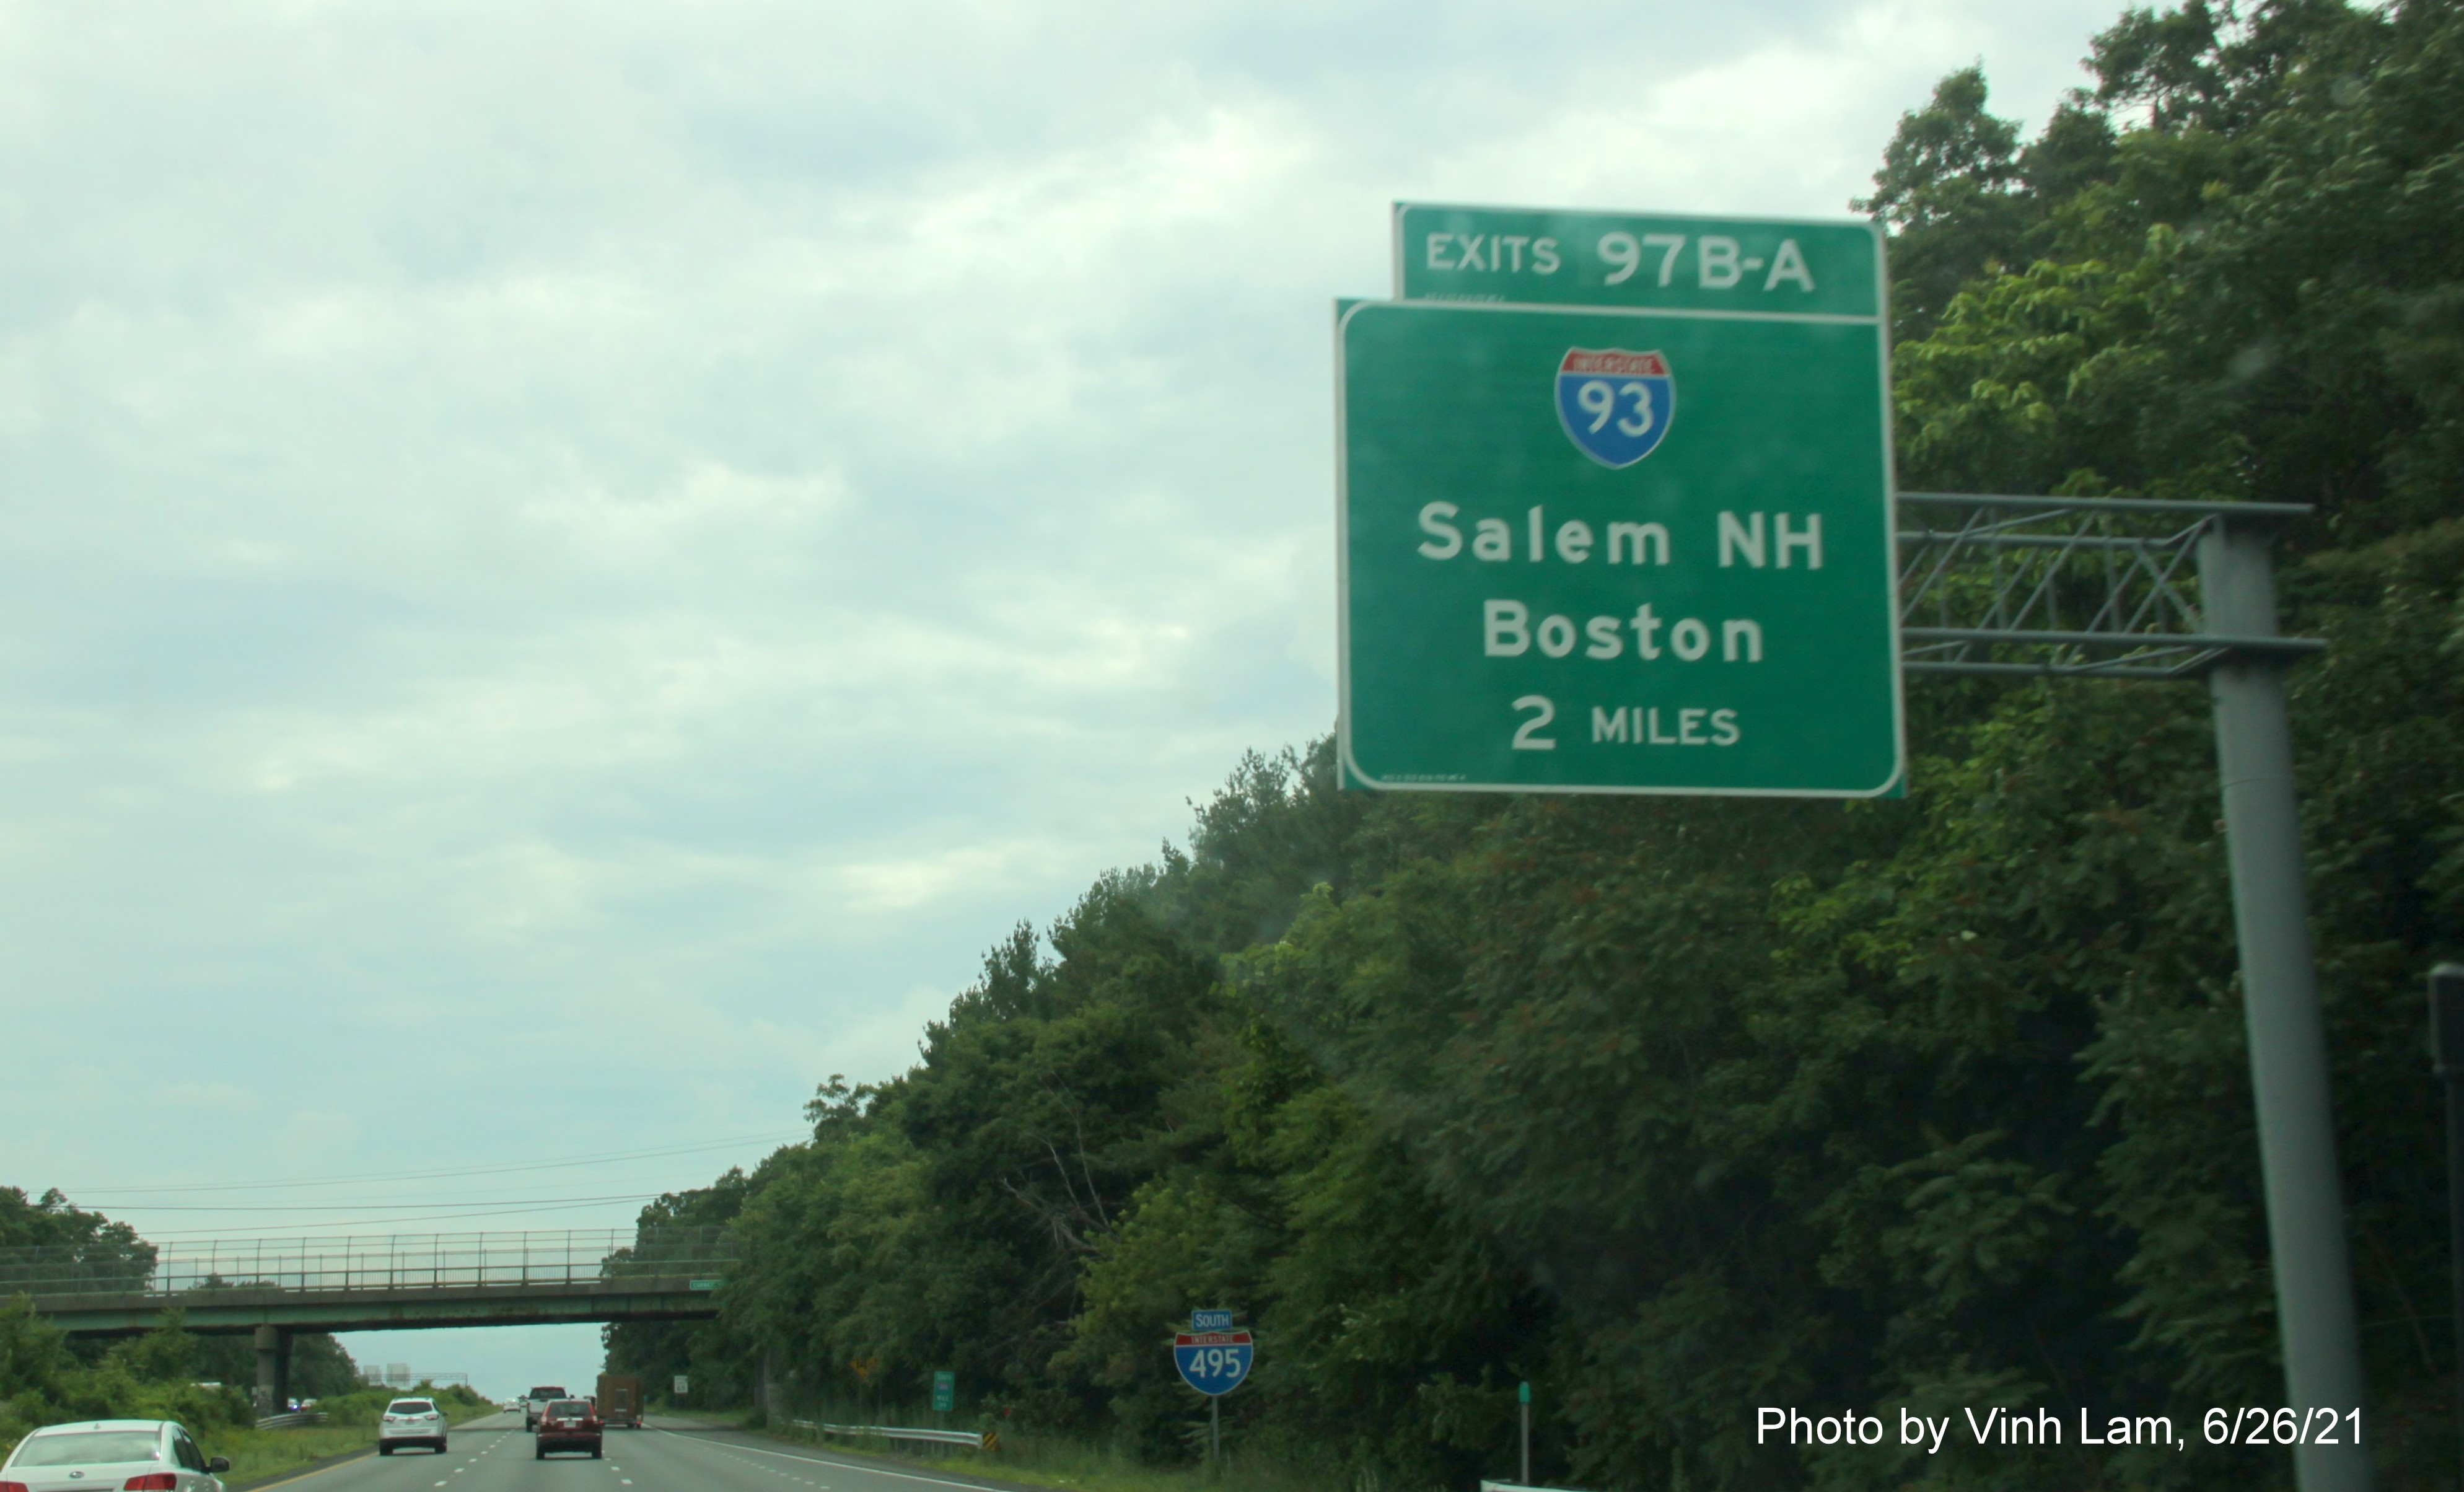 EXITS 97B-A
INTERSTATE
93
Salem NH
Boston
2 MILES
SOUTH
INTERSTATE
495
Photo by Vinh Lam, 6/26/21